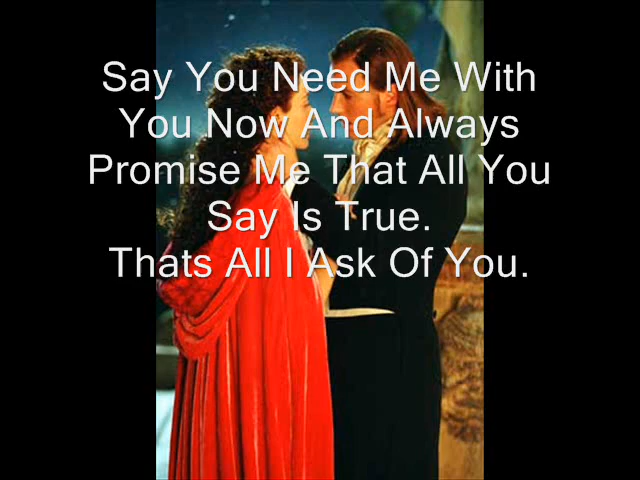 Say You Need Me With
You Now And Always
Promise Me That All You
Say Is True.
Thats All I Ask Of You.